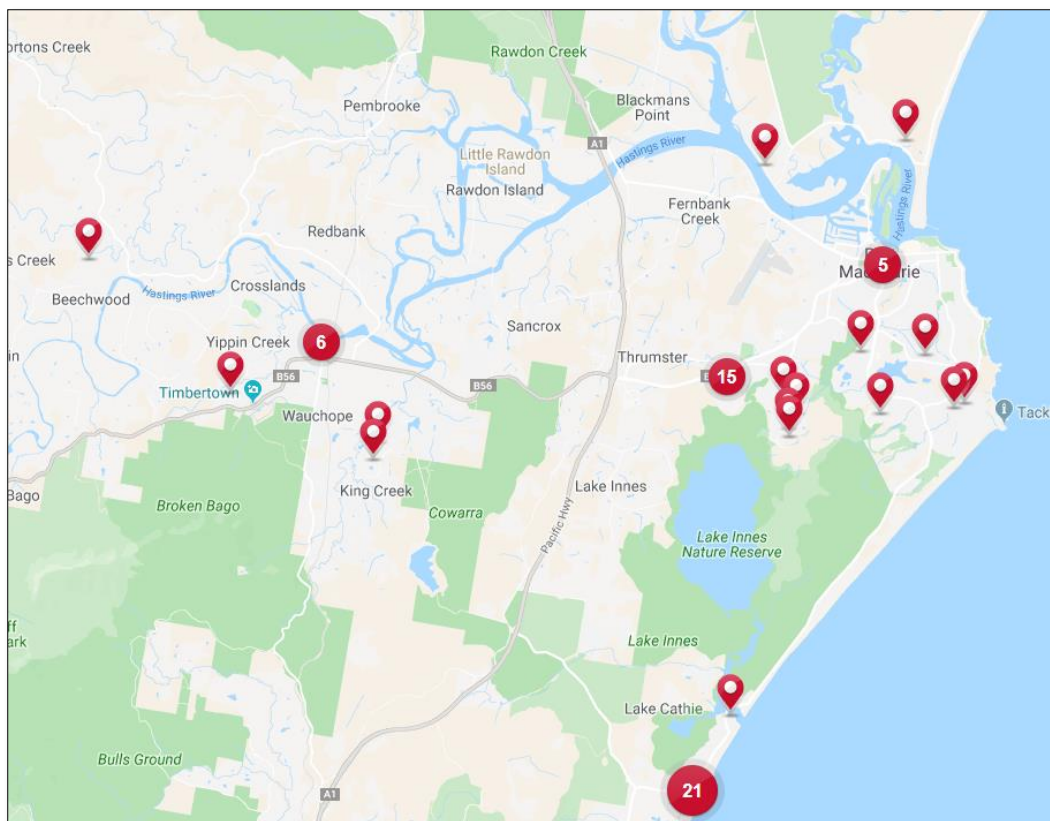 ortons Creek
Rawdon Creek
Pembrooke
Blackmans
Point
A1
Hastings River
Little Rawdon
Island
Rawdon Island
Fernbank
Creek
Hastings River
Redbank
s Creek
5
Beechwood
Hastings River
Crosslands
Sancrox
6
Yippin Creek
Thrumster
15
B56
B56
Timbertown
Wauchope
Tack
King Creek
Lake Innes
Bago
Broken Bago
Cowarra
Pacific Hwy
Lake Innes
Nature Reserve
ff
ark
Lake Innes
Lake Cathie
Bulls Ground
A1
21